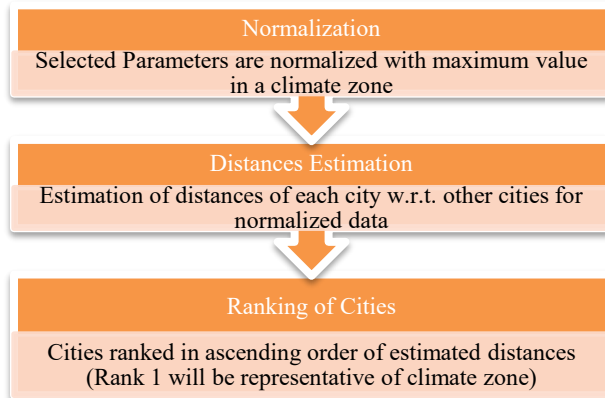 Normalization
Selected Parameters are normalized with maximum value
in a climate zone
Distances Estimation
Estimation of distances of each city w.r.t. other cities for
normalized data
Ranking of Cities
Cities ranked in ascending order of estimated distances
(Rank 1 will be representative of climate zone)